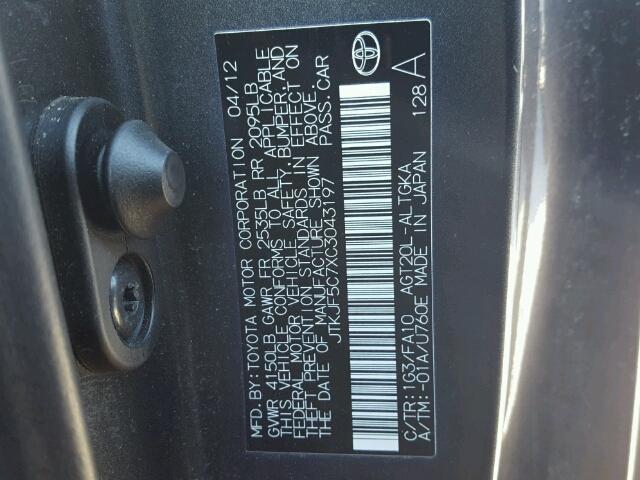 MFD.BY:TOYOTA MOTOR CORPORATION 04/12
GVWR 4150LB GAWR FR 2535LB RR 2095LB
THIS VEHICLE CONFORMS TO ALL APPLICABLE
FEDERAL MOTOR VEHICLE SAFETY, BUMPER, AND
THEFT PREVENTION STANDARDS IN EFFECT ON
THE DATE OF MANUFACTURE SHOWN ABOVE.
JTKJF5C7XC3043197 PASS.CAR
C/TR:1G3/FA10 AGT20L-ALTGKA
A/TM:-01A/U760E MADE IN JAPAN 128 A